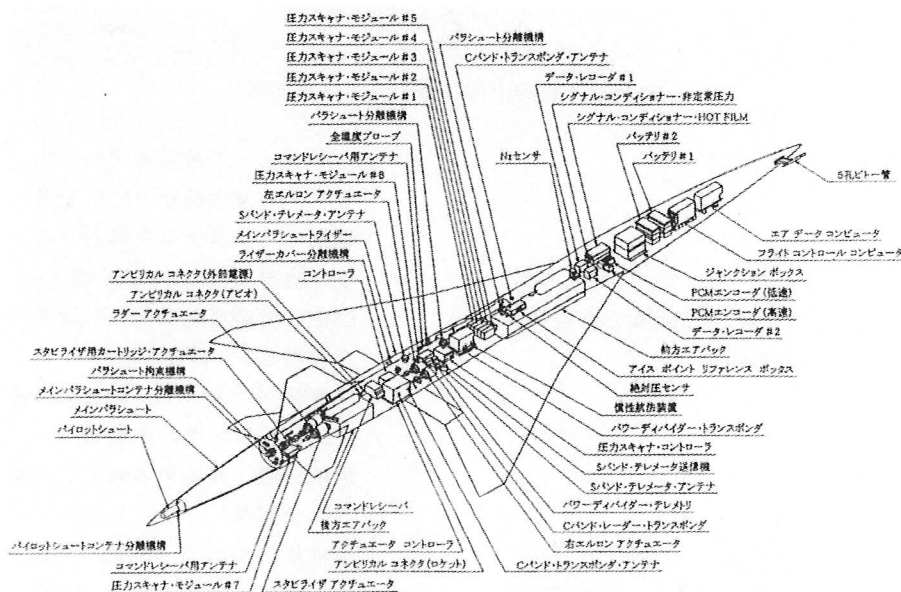 圧力スキャナ・モジュール#5
圧力スキャナ・モジュール#4
圧力スキャナ・モジュール#3
圧力スキャナ・モジュール#2
圧力スキャナ・モジュール#1
パラシュート分離機構
全温度プローブ
コマンドレシーバ用アンテナ
圧力スキャナ・モジュール#8
左エルロン アクチュエータ
Sバンド・テレメータ・アンテナ
メインパラシュートライザー
ライザーカバー分離機構
コントローラ
アンビリカル コネクタ(外部電源)
アンビリカル コネクタ(アビオ)
ラダー アクチュエータ
スタビライザ用カートリッジ・アクチュエータ
パラシュート拘束機構
メインパラシュートコンテナ分離機構
メインパラシュート
パイロットシュート
パラシュート分離機構
Cバンド・トランスポンダ・アンテナ
データ・レコーダ#1
シグナル・コンディショナー・非定常圧力
シグナル・コンディショナー・HOT FILM
バッテリ#2
バッテリ#1
Nzセンサ
5孔ピトー管
エア データ コンピュータ
フライト コントロール コンピュータ
ジャンクション ボックス
PCMエンコーダ(低速)
PCMエンコーダ(高速)
データ・レコーダ#2
前方エアバック
アイス ポイント リファレンス ボックス
絶対圧センサ
慣性航法装置
パワーディバイダー・トランスポンダ
圧力スキャナ・コントローラ
Sバンド・テレメータ送信機
Sバンド・テレメータ・アンテナ
パワーディバイダー・テレメトリ
Cバンド・レーダー・トランスポンダ
右エルロン アクチュエータ
Cバンド・トランスポンダ・アンテナ
コマンドレシーバ
後方エアバック
アクチュエータ コントローラ
アンビリカル コネクタ(ロケット)
スタビライザ アクチュエータ
パイロットシュートコンテナ分離機構
コマンドレシーバ用アンテナ
圧力スキャナ・モジュール#7